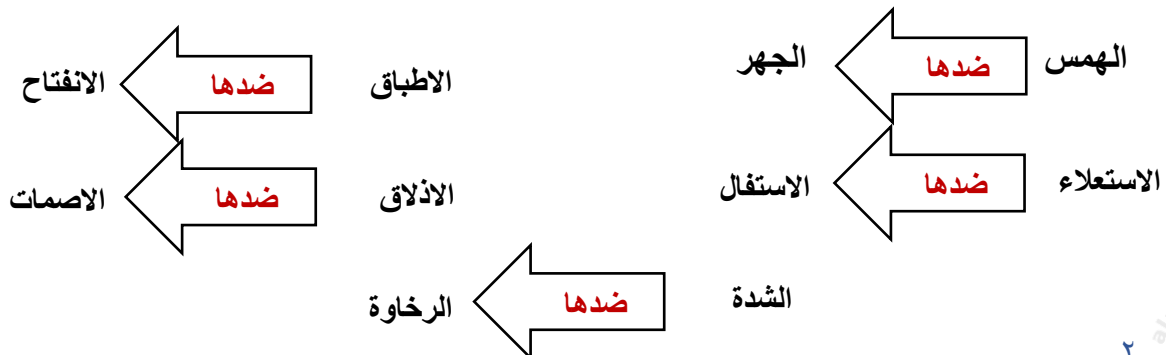 الهمس ضدها الجهر
الاطباق ضدها الانفتاح
الاستعلاء ضدها الاستفال
الاذلاق ضدها الاصمات
الشدة ضدها الرخاوة
٢